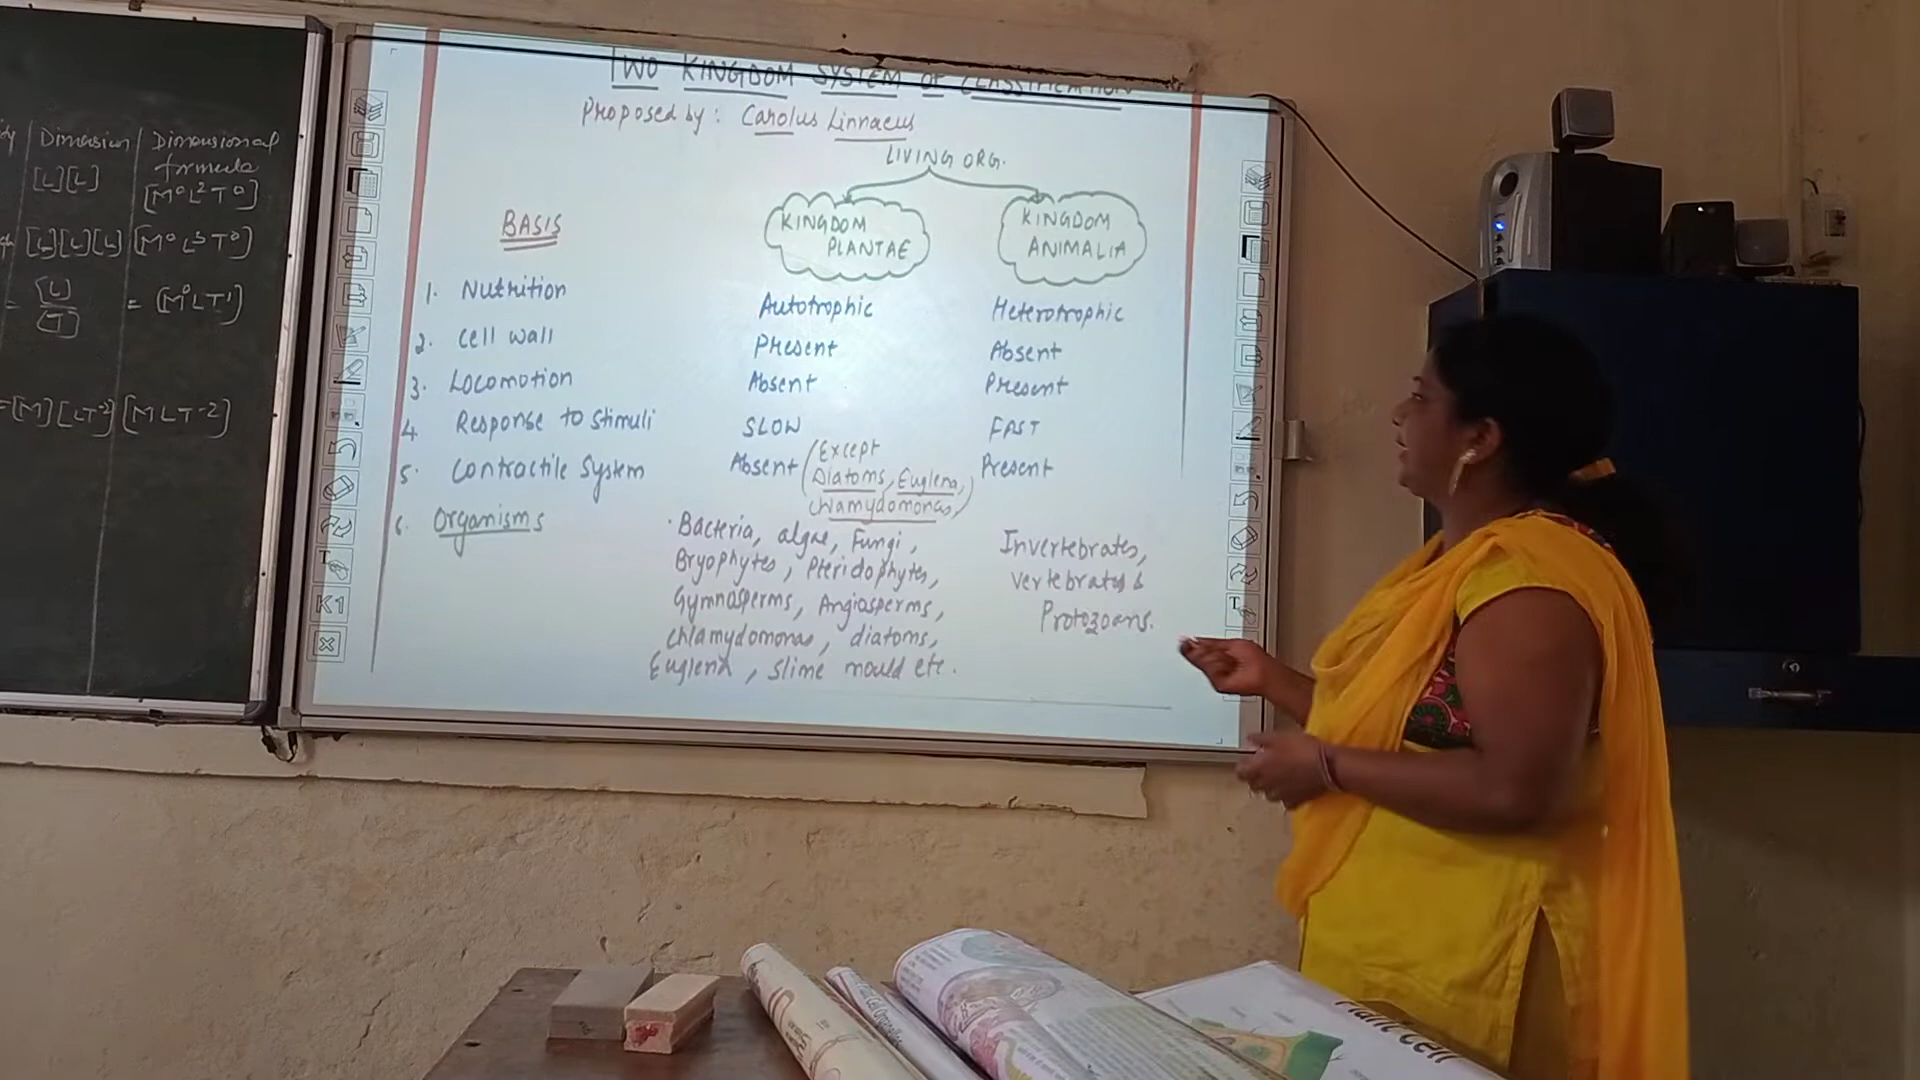 Dimension Dimensional
formula
[L][L] [M⁰L²T⁰]
[L][L][L] [M⁰L³T⁰]
= [L]/[T] = [M⁰LT¹]
=[M][LT-2] [MLT-2]
TWO KINGDOM SYSTEM OF CLASSIFICATION
Proposed by: Carolus Linnaeus
LIVING ORG.
BASIS
KINGDOM PLANTAE
KINGDOM ANIMALIA
1. Nutrition Autotrophic Heterotrophic
2. Cell wall Present Absent
3. Locomotion Absent Present
4 Response to stimuli SLOW FAST
5. Contractile System Absent (Except Present
Diatoms, Euglena,
Chlamydomonas)
6. Organisms
Bacteria, algae, Fungi,
Bryophytes, Pteridophytes,
Gymnosperms, Angiosperms,
Chlamydomonas, diatoms,
Euglena, Slime mould etc.
Invertebrates,
Vertebrates &
Protozoans.
K1
Plant Cell